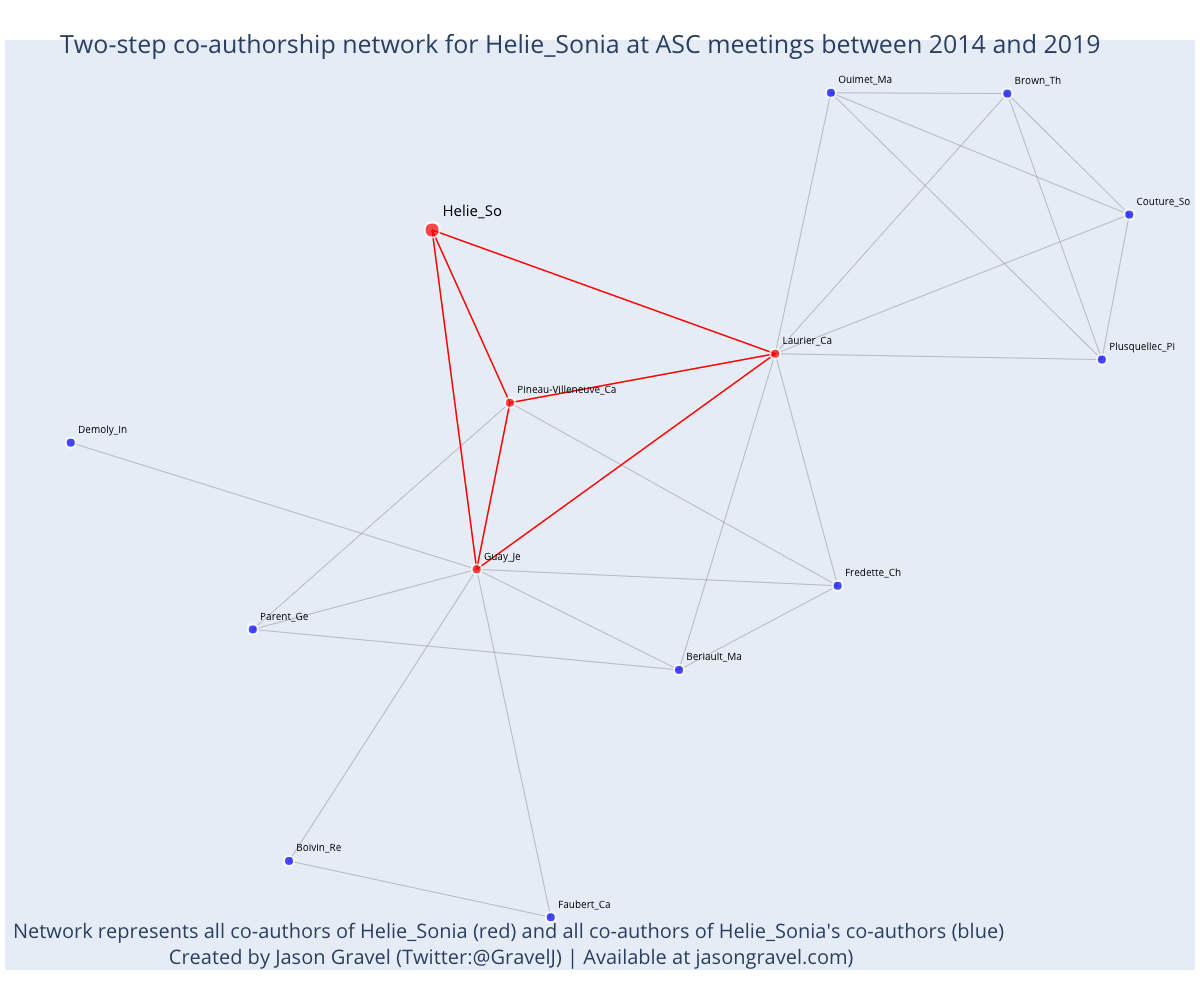 Two-step co-authorship network for Helie_Sonia at ASC meetings between 2014 and 2019
Ouimet_Ma
Brown_Th
Couture_So
Helie_So
Laurier_Ca
Plusquellec_Pi
Pineau-Villeneuve_Ca
Demoly_In
Guay_Je
Fredette_Ch
Parent_Ge
Beriault_Ma
Boivin_Re
Faubert_Ca
Network represents all co-authors of Helie_Sonia (red) and all co-authors of Helie_Sonia's co-authors (blue)
Created by Jason Gravel (Twitter:@GravelJ) | Available at jasongravel.com)